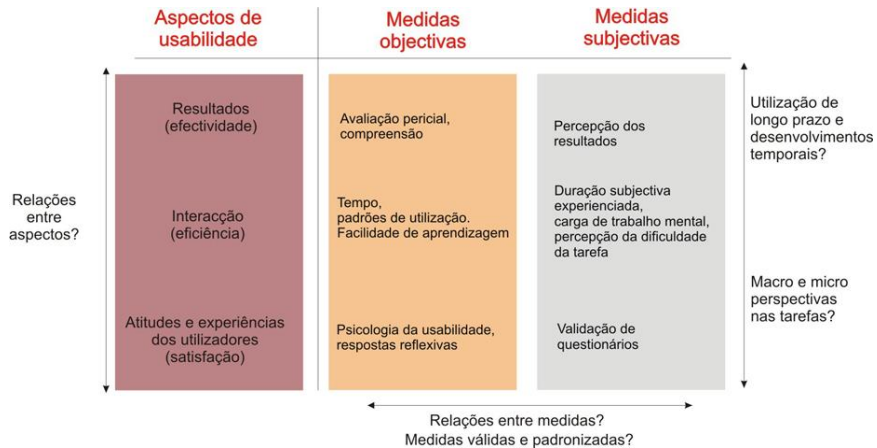 Aspectos de
usabilidade
Medidas
objectivas
Medidas
subjectivas
Relações
entre
aspectos?
Resultados
(efectividade)
Avaliação pericial,
compreensão
Percepção dos
resultados
Interacção
(eficiência)
Tempo,
padrões de utilização.
Facilidade de aprendizagem
Duração subjectiva
experienciada,
carga de trabalho mental,
percepção da dificuldade
da tarefa
Atitudes e experiências
dos utilizadores
(satisfação)
Psicologia da usabilidade,
respostas reflexivas
Validação de
questionários
Utilização de
longo prazo e
desenvolvimentos
temporais?
Macro e micro
perspectivas
nas tarefas?
Relações entre medidas?
Medidas válidas e padronizadas?